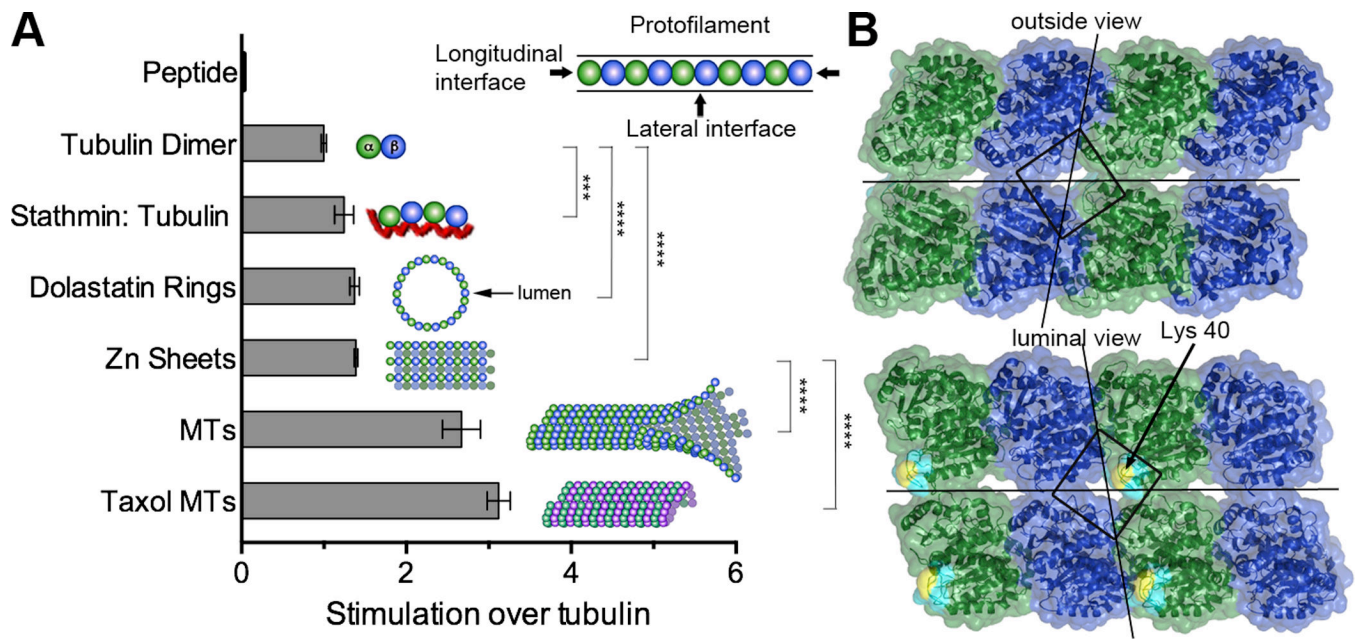 A
Protofilament
Longitudinal
interface
Lateral interface
Peptide
Tubulin Dimer
α β
***
Stathmin: Tubulin
****
****
Dolastatin Rings
lumen
Zn Sheets
MTs
****
****
Taxol MTs
0 2 4 6
Stimulation over tubulin
B
outside view
luminal view
Lys 40